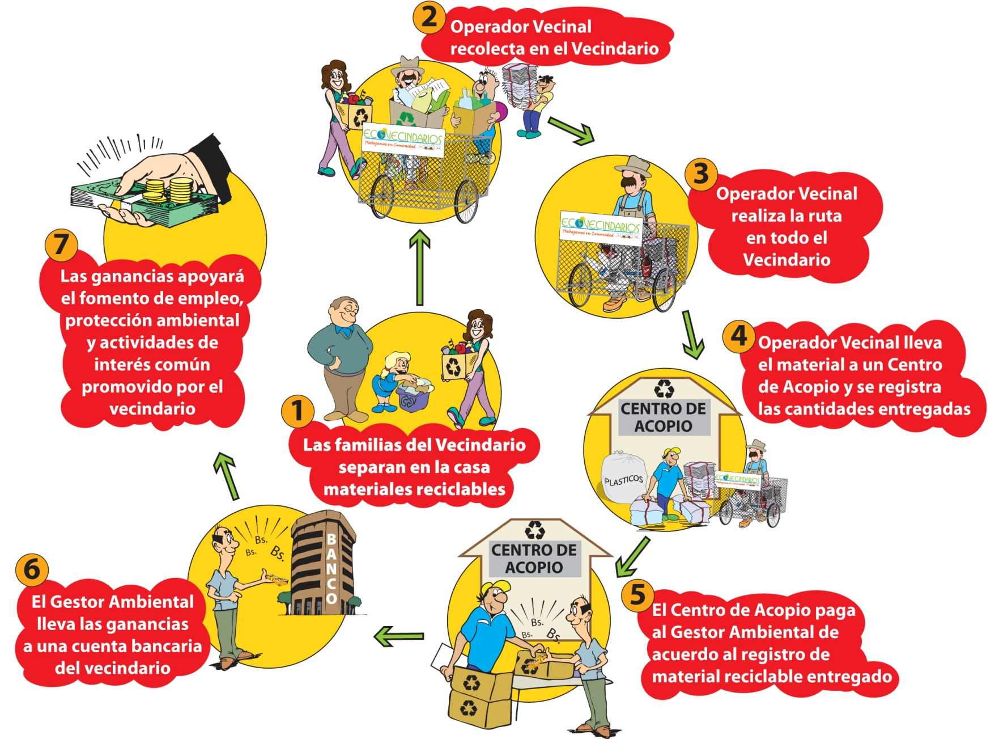 2
Operador Vecinal
recolecta en el Vecindario
ECOVECINDARIOS
Trabajamos en Comunidad
3
Operador Vecinal
realiza la ruta
en todo el
Vecindario
ECOVECINDARIOS
Trabajamos en Comunidad
4
Operador Vecinal lleva
el material a un Centro
de Acopio y se registra
las cantidades entregadas
CENTRO DE
ACOPIO
PLASTICOS
ECOVECINDARIOS
Trabajamos en Comunidad
5
El Centro de Acopio paga
al Gestor Ambiental de
acuerdo al registro de
material reciclable entregado
CENTRO DE
ACOPIO
Bs.
Bs.
Bs.
6
El Gestor Ambiental
lleva las ganancias
a una cuenta bancaria
del vecindario
Bs.
Bs.
Bs.
BANCO
7
Las ganancias apoyará
el fomento de empleo,
protección ambiental
y actividades de
interés común
promovido por el
vecindario
1
Las familias del Vecindario
separan en la casa
materiales reciclables